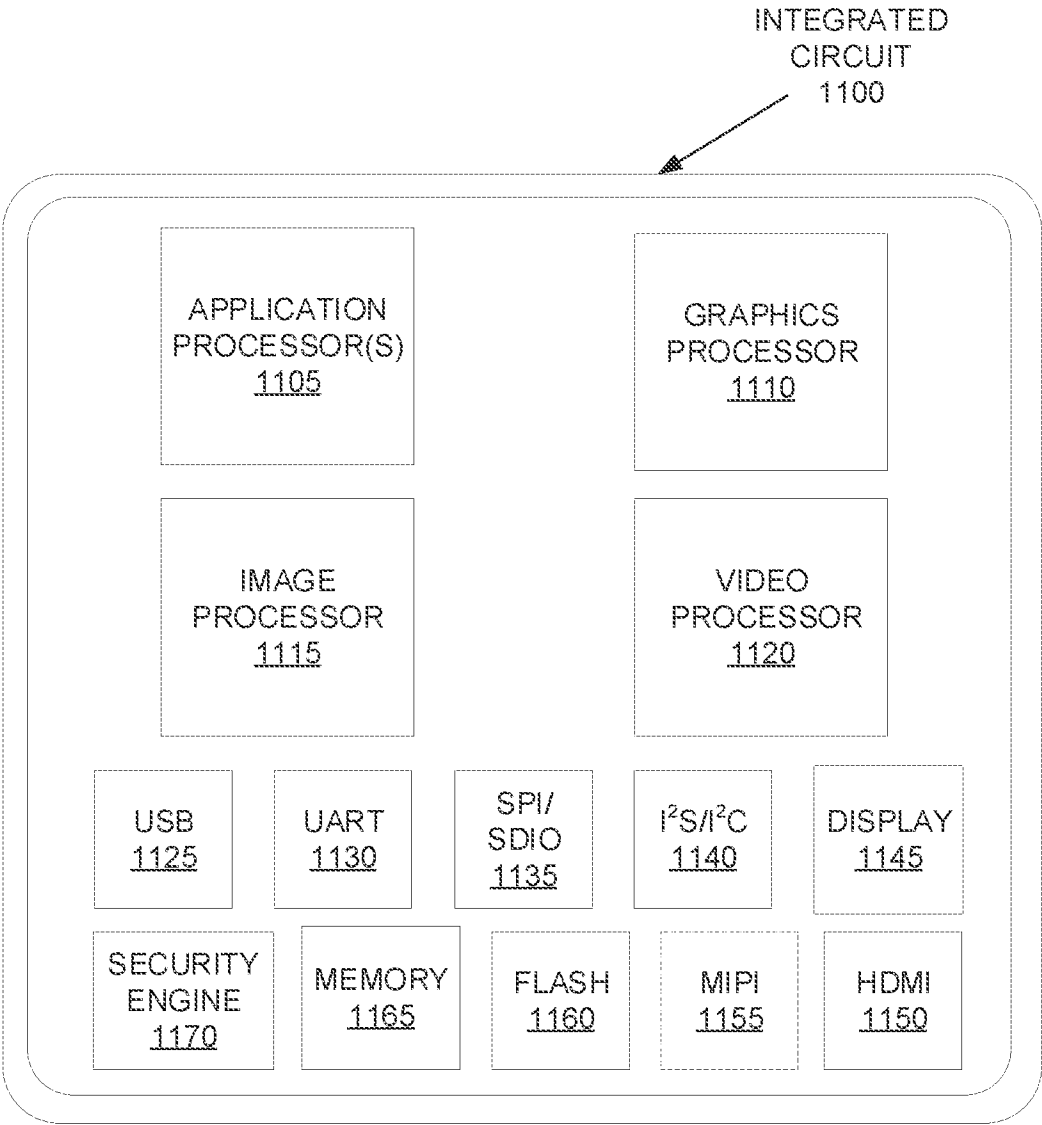 INTEGRATED
CIRCUIT
1100
APPLICATION
PROCESSOR(S)
1105
GRAPHICS
PROCESSOR
1110
IMAGE
PROCESSOR
1115
VIDEO
PROCESSOR
1120
USB
1125
UART
1130
SPI/
SDIO
1135
I²S/I²C
1140
DISPLAY
1145
SECURITY
ENGINE
1170
MEMORY
1165
FLASH
1160
MIPI
1155
HDMI
1150